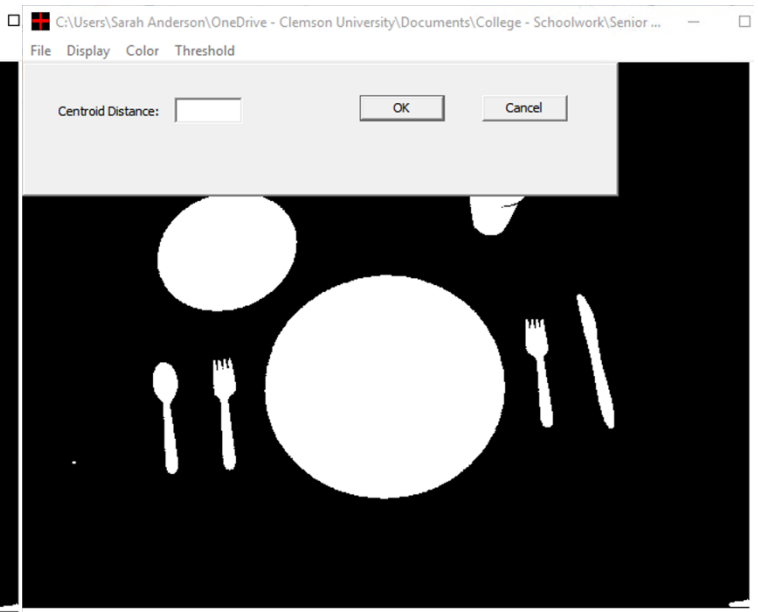 C:\Users\Sarah Anderson\OneDrive - Clemson University\Documents\College - Schoolwork\Senior ...
File Display Color Threshold
Centroid Distance: OK Cancel